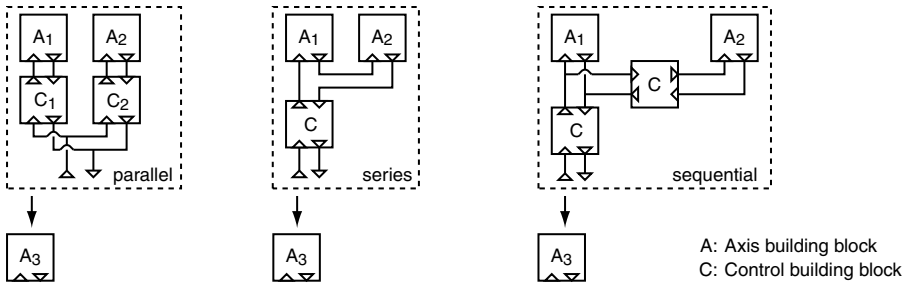 A1
A2
A1
A2
A1
A2
C1
C2
C
C
C
parallel
series
sequential
A3
A3
A3
A: Axis building block
C: Control building block